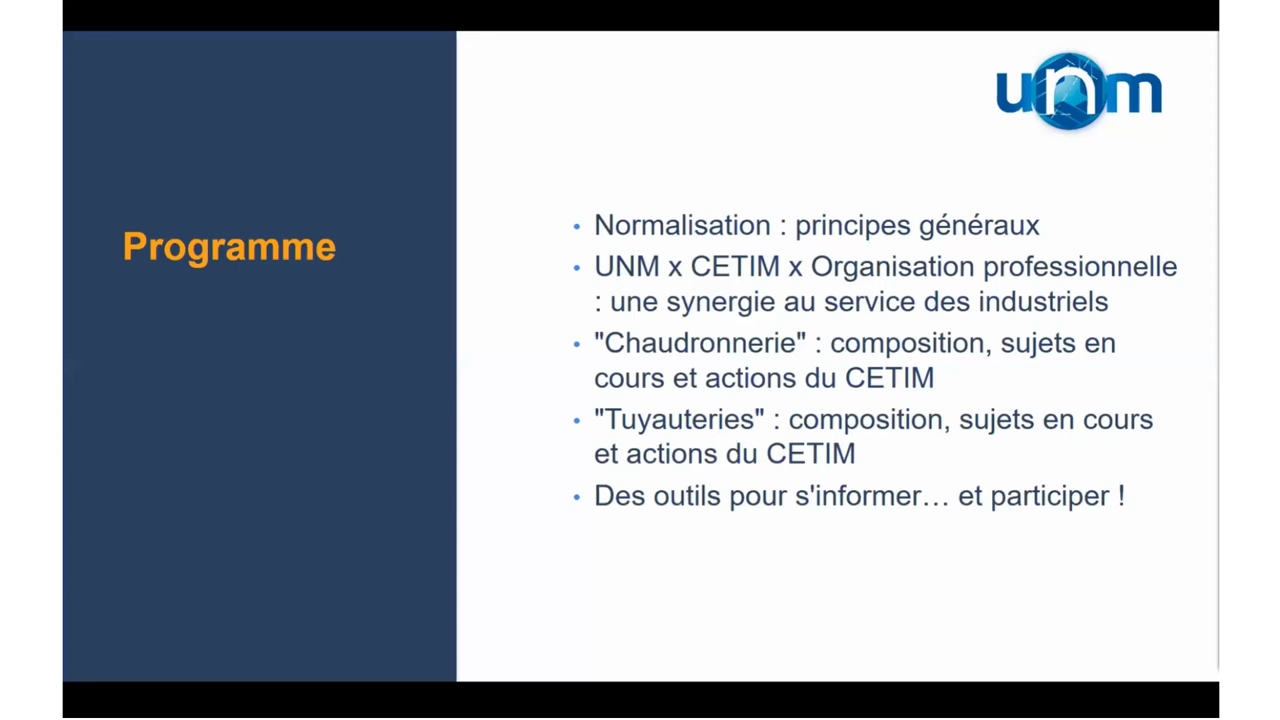 unm
Programme
• Normalisation : principes généraux
• UNM x CETIM x Organisation professionnelle
: une synergie au service des industriels
• "Chaudronnerie" : composition, sujets en
cours et actions du CETIM
• "Tuyauteries" : composition, sujets en cours
et actions du CETIM
• Des outils pour s'informer… et participer !